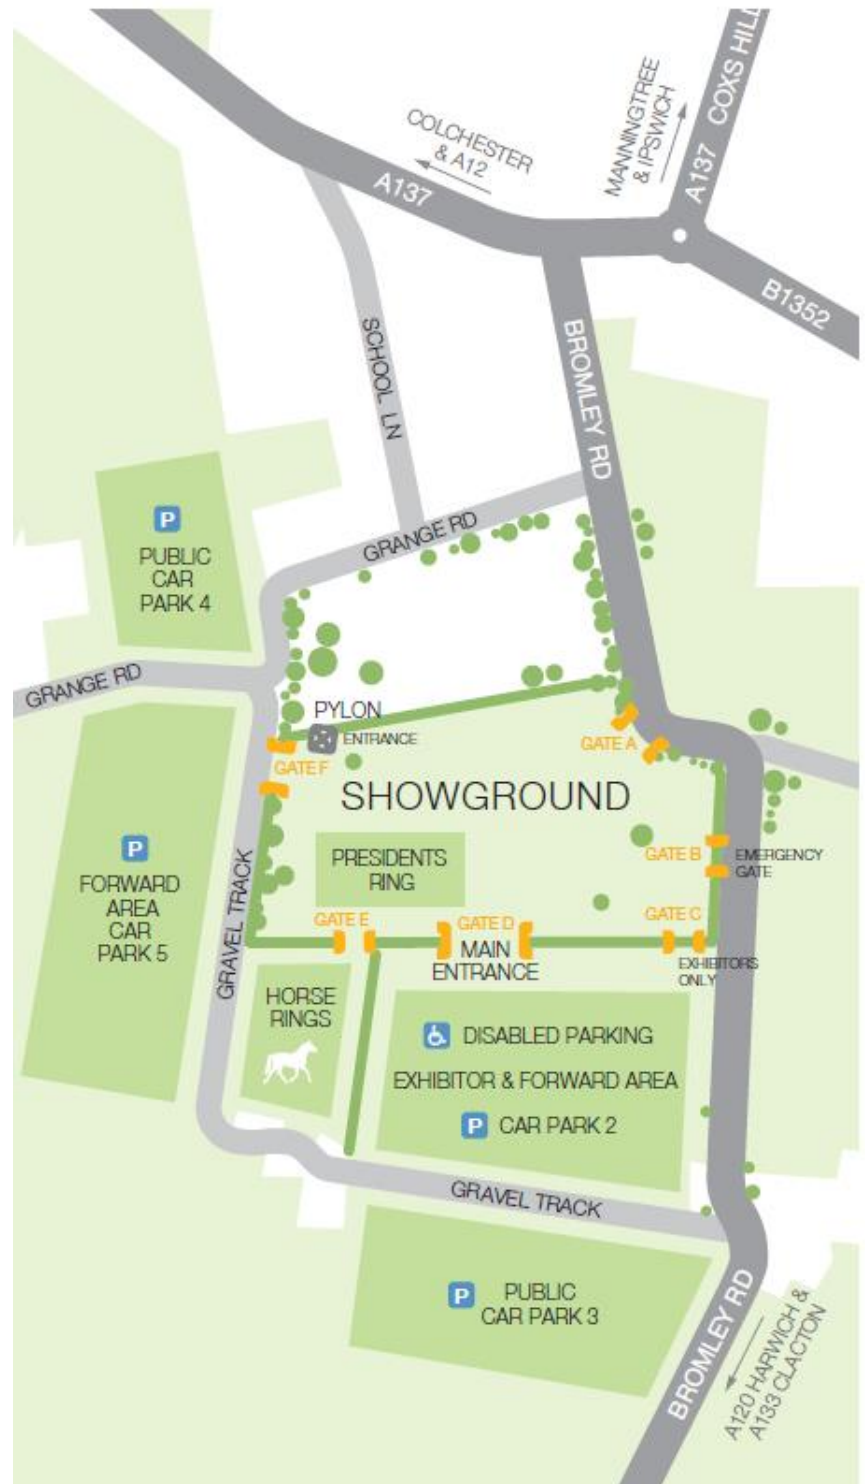 COLCHESTER
& A12
MANNINGTREE
& IPSWICH
A137 COXS HILL
A137
B1352
SCHOOL LN
BROMLEY RD
GRANGE RD
P
PUBLIC
CAR
PARK 4
GRANGE RD
PYLON
ENTRANCE
GATE A
GATE F
SHOWGROUND
P
FORWARD
AREA
CAR
PARK 5
GRAVEL TRACK
PRESIDENTS
RING
GATE B
EMERGENCY
GATE
GATE E
GATE D
MAIN
ENTRANCE
GATE C
EXHIBITORS
ONLY
HORSE
RINGS
DISABLED PARKING
EXHIBITOR & FORWARD AREA
P CAR PARK 2
GRAVEL TRACK
P
PUBLIC
CAR PARK 3
BROMLEY RD
A120 HARWICH &
A133 CLACTON